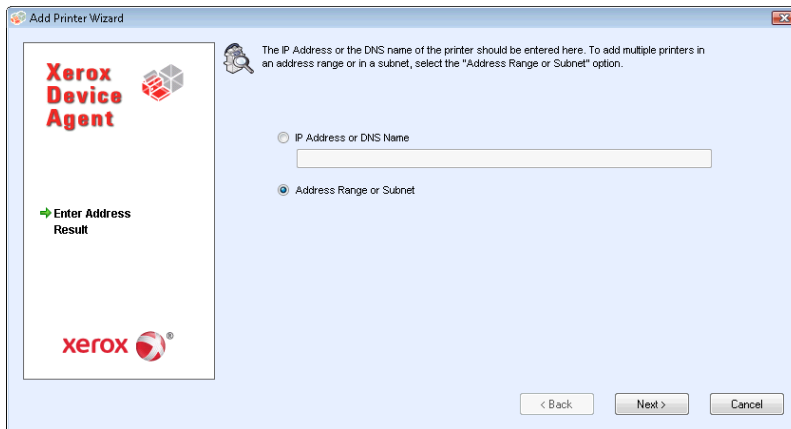 Add Printer Wizard
The IP Address or the DNS name of the printer should be entered here. To add multiple printers in
an address range or in a subnet, select the "Address Range or Subnet" option.
Xerox
Device
Agent
IP Address or DNS Name
Address Range or Subnet
Enter Address
Result
xerox ®
< Back
Next >
Cancel